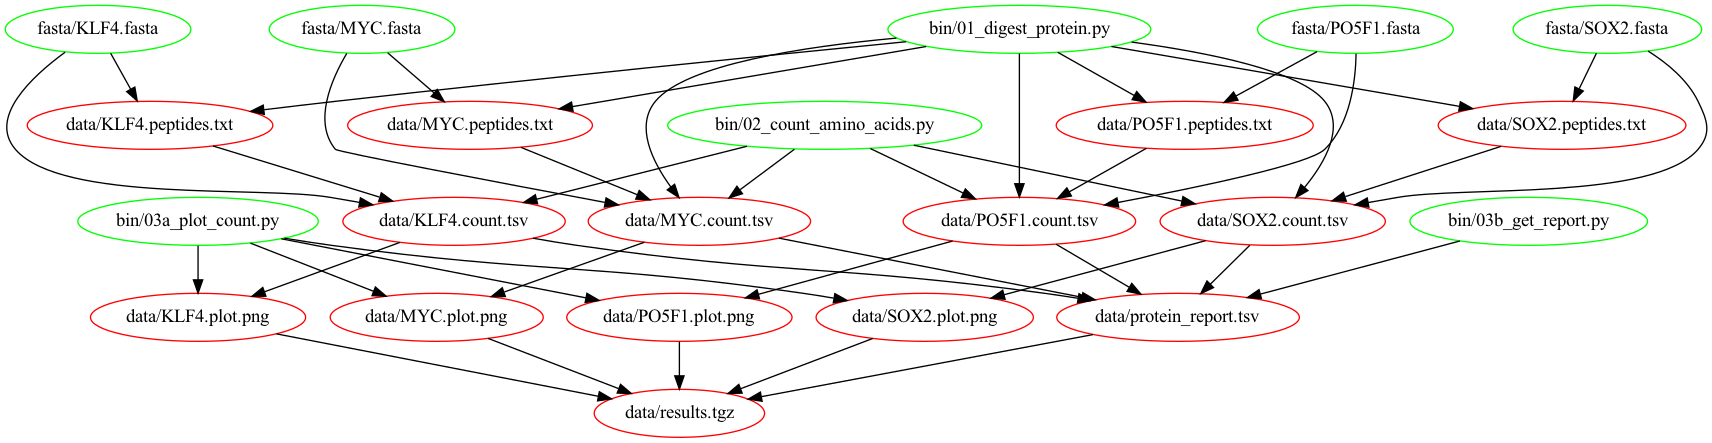 fasta/KLF4.fasta
fasta/MYC.fasta
bin/01_digest_protein.py
fasta/PO5F1.fasta
fasta/SOX2.fasta
data/KLF4.peptides.txt
data/MYC.peptides.txt
bin/02_count_amino_acids.py
data/PO5F1.peptides.txt
data/SOX2.peptides.txt
bin/03a_plot_count.py
data/KLF4.count.tsv
data/MYC.count.tsv
data/PO5F1.count.tsv
data/SOX2.count.tsv
bin/03b_get_report.py
data/KLF4.plot.png
data/MYC.plot.png
data/PO5F1.plot.png
data/SOX2.plot.png
data/protein_report.tsv
data/results.tgz